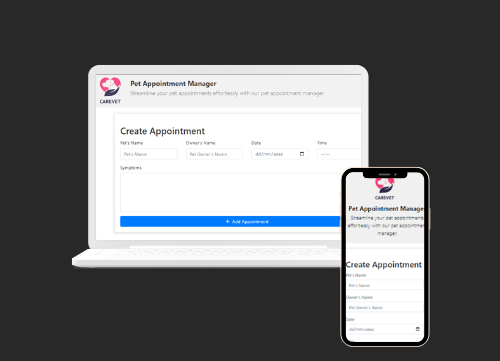 Pet Appointment Manager
Streamline your pet appointments effortlessly with our pet appointment manager
CAREVET
Create Appointment
Pet's Name
Owner's Name
Date
Time
Pet's Name
Pet Owner's Name
dd/mm/aaaa
--:--
Symptoms
+ Add Appointment
CAREVET
Pet Appointment Manager
Streamline your pet appointments
effortlessly with our pet appointment
manager
Create Appointment
Pet's Name
Pet's Name
Owner's Name
Pet Owner's Name
Date
dd/mm/aaaa